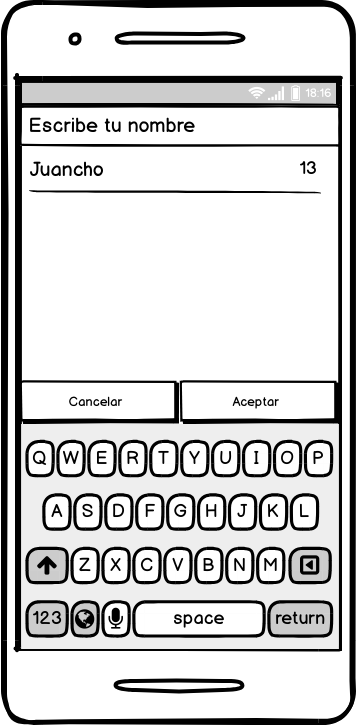 18:16
Escribe tu nombre
Juancho 13
Cancelar Aceptar
Q W E R T Y U I O P
A S D F G H J K L
Z X C V B N M
123 space return